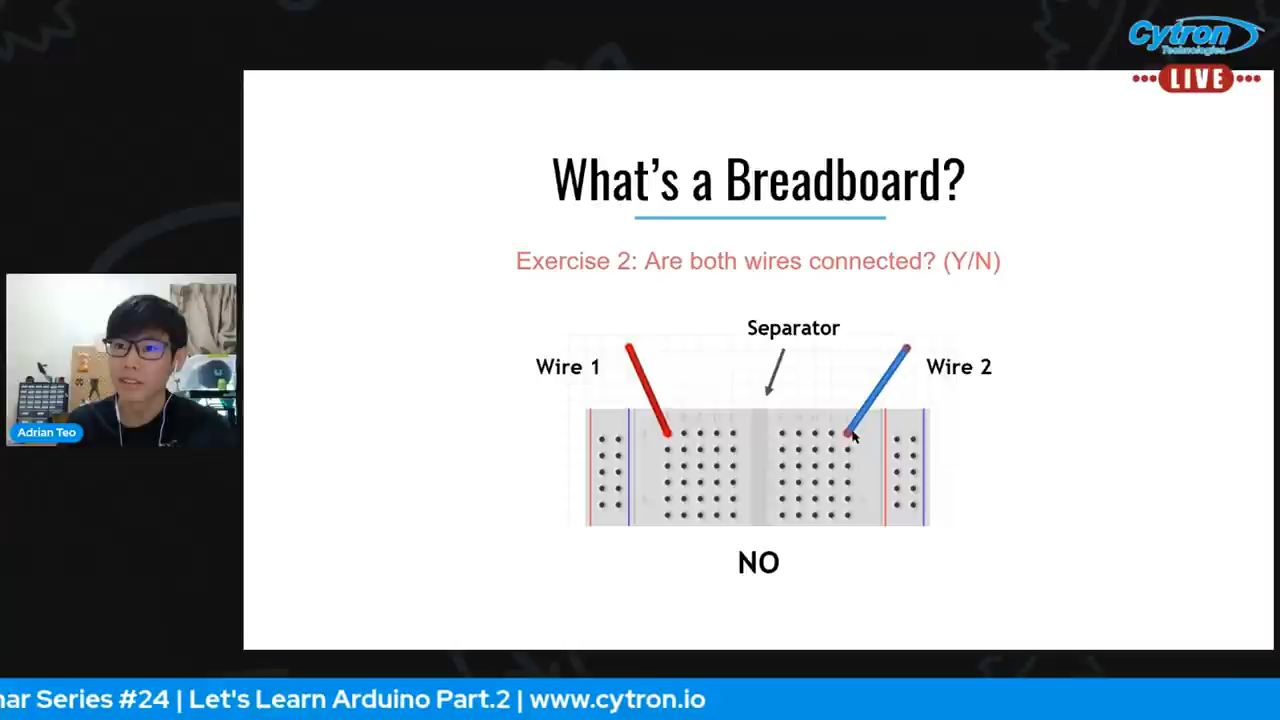 Cytron
Technologies
LIVE
What's a Breadboard?
Exercise 2: Are both wires connected? (Y/N)
Separator
Wire 1
Wire 2
NO
Adrian Teo
nar Series #24 | Let's Learn Arduino Part.2 | www.cytron.io